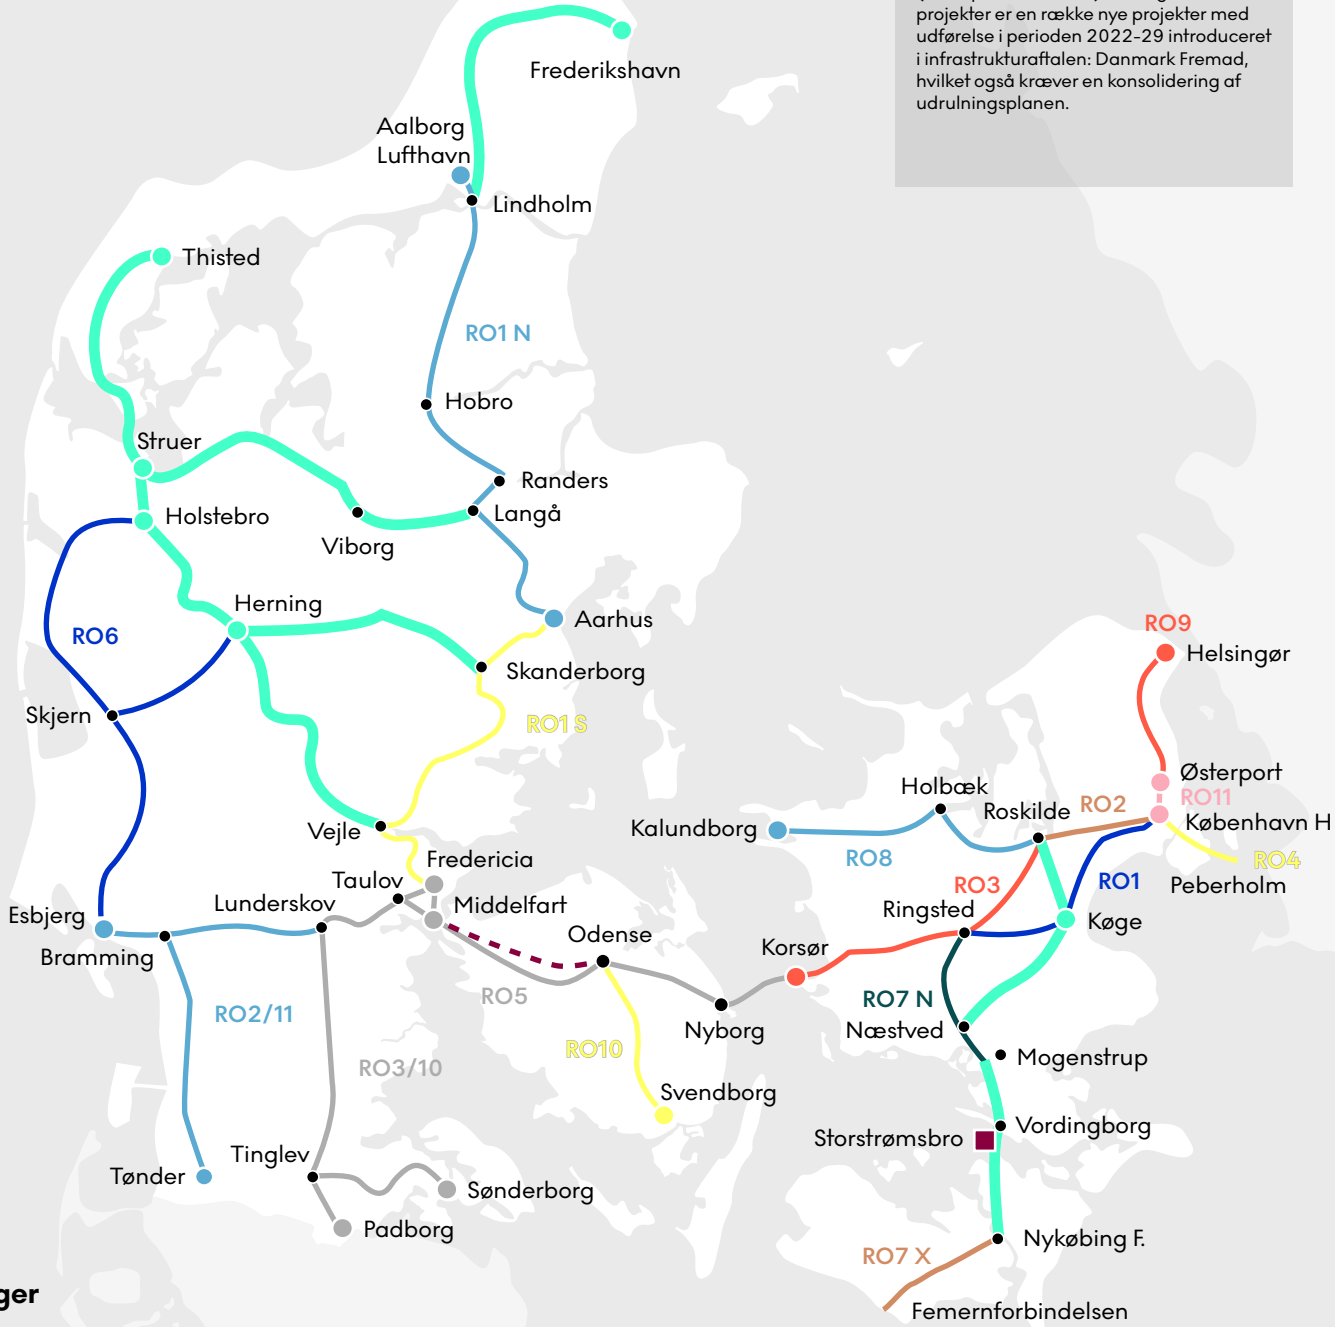 projekter er en række nye projekter med
udførelse i perioden 2022-29 introduceret
i infrastrukturaftalen: Danmark Fremad,
hvilket også kræver en konsolidering af
udrulningsplanen.
Frederikshavn
Aalborg
Lufthavn
Lindholm
Thisted
RO1 N
Hobro
Struer
Randers
Holstebro
Langå
Viborg
Herning
Aarhus
RO6
RO9
Helsingør
Skanderborg
Skjern
RO1 S
Østerport
Holbæk
RO11
Roskilde
RO2
København H
Vejle
Kalundborg
RO8
Fredericia
RO4
Taulov
RO3
RO1
Peberholm
Lunderskov
Middelfart
Ringsted
Esbjerg
Køge
Odense
Korsør
Bramming
RO5
RO7 N
RO2/11
Nyborg
Næstved
RO10
Mogenstrup
RO3/10
Svendborg
Vordingborg
Storstrømsbro
Tinglev
Tønder
Sønderborg
Padborg
Nykøbing F.
RO7 X
ger
Femernforbindelsen